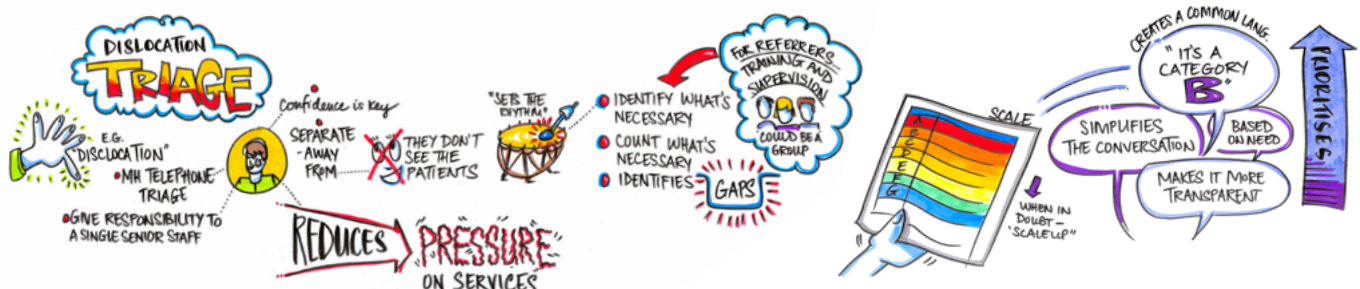 DISLOCATION
TRIAGE
E.G.
"DISLOCATION"
• MH TELEPHONE
TRIAGE
• GIVE RESPONSIBILITY TO
A SINGLE SENIOR STAFF
Confidence is key
• SEPARATE
-AWAY
FROM
THEY DON'T
SEE THE
PATIENTS
REDUCES
PRESSURE
ON SERVICES
"SETS THE
RHYTHM"
• IDENTIFY WHAT'S
NECESSARY
• COUNT WHAT'S
NECESSARY
• IDENTIFIES
GAPS
FOR REFERRERS...
TRAINING AND
SUPERVISION
COULD BE A
GROUP
SCALE
A
B
C
D
E
F
G
WHEN IN
DOUBT –
"SCALE UP"
CREATES A COMMON LANG.
"IT'S A
CATEGORY
B"
SIMPLIFIES
THE CONVERSATION
BASED
ON NEED
MAKES IT MORE
TRANSPARENT
PRIORITISES